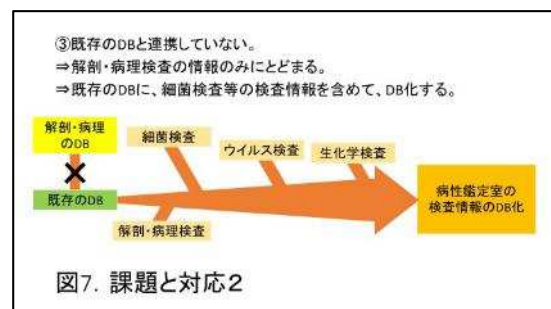 ③既存のDBと連携していない。
⇒解剖・病理検査の情報のみにとどまる。
⇒既存のDBに、細菌検査等の検査情報を含めて、DB化する。
解剖・病理
のDB
細菌検査
ウイルス検査
生化学検査
既存のDB
解剖・病理検査
病性鑑定室の
検査情報のDB化
図7. 課題と対応2